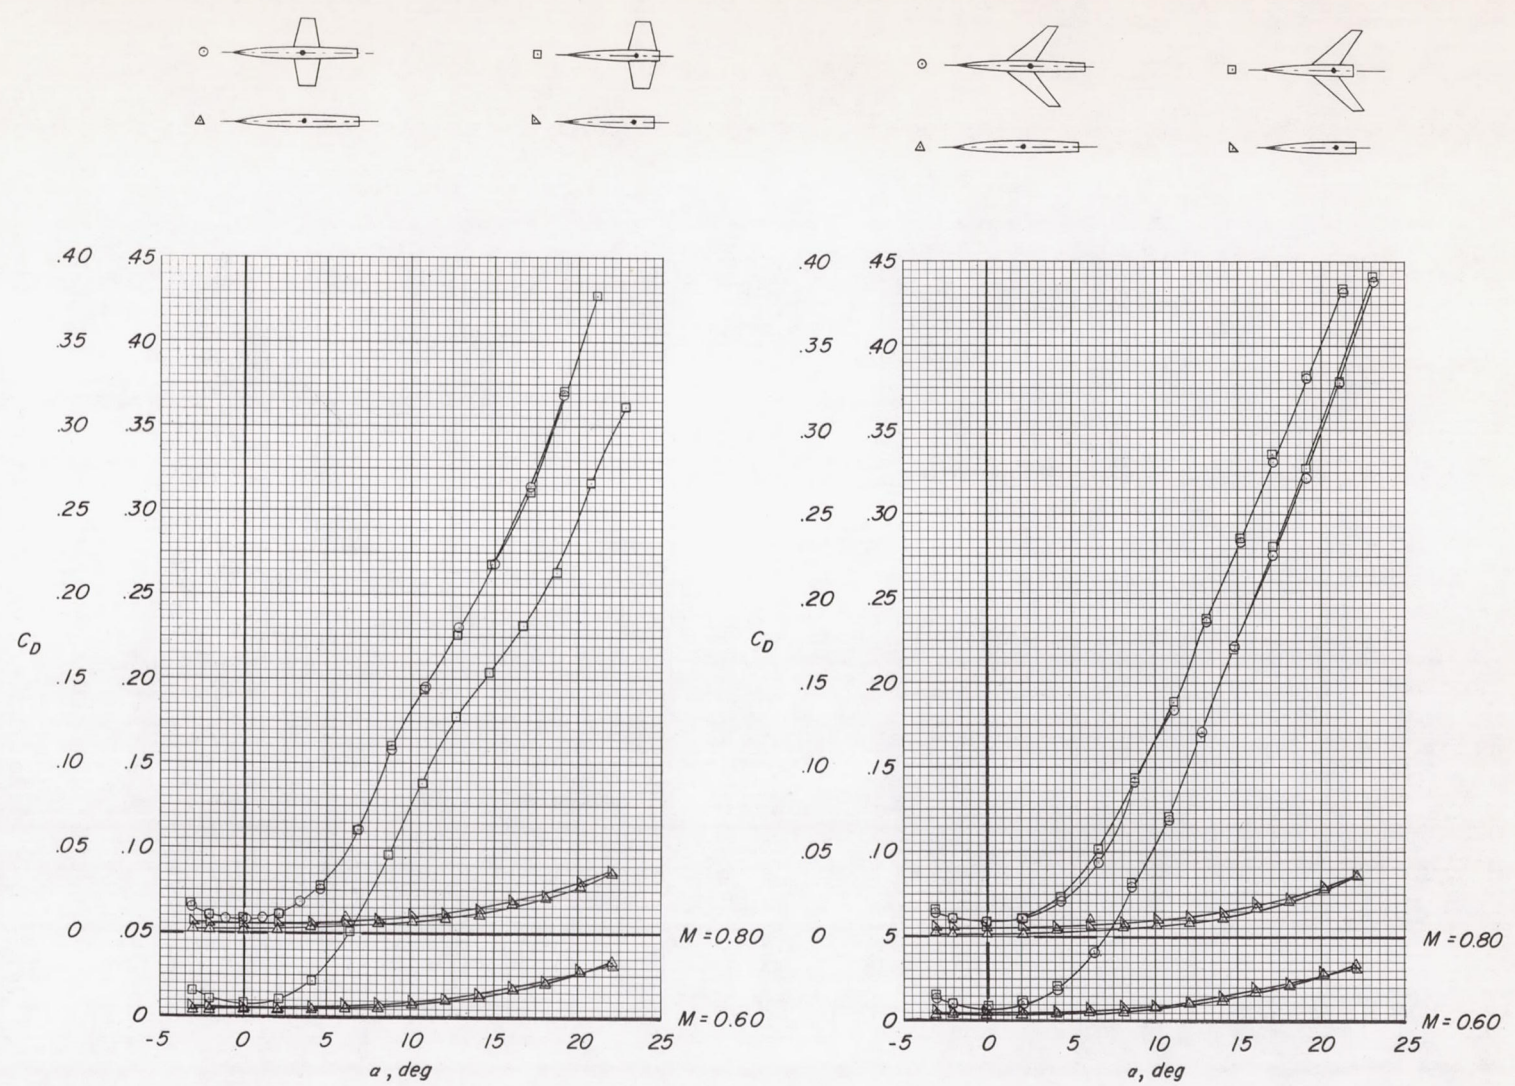 .40 .45 .40 .45
.35 .40 .35 .40
.30 .35 .30 .35
.25 .30 .25 .30
.20 .25 .20 .25
C_D C_D
.15 .20 .15 .20
.10 .15 .10 .15
.05 .10 .05 .10
0 .05 M = 0.80 0 5 M = 0.80
0 M = 0.60 0 M = 0.60
-5 0 5 10 15 20 25 -5 0 5 10 15 20 25
α, deg α, deg